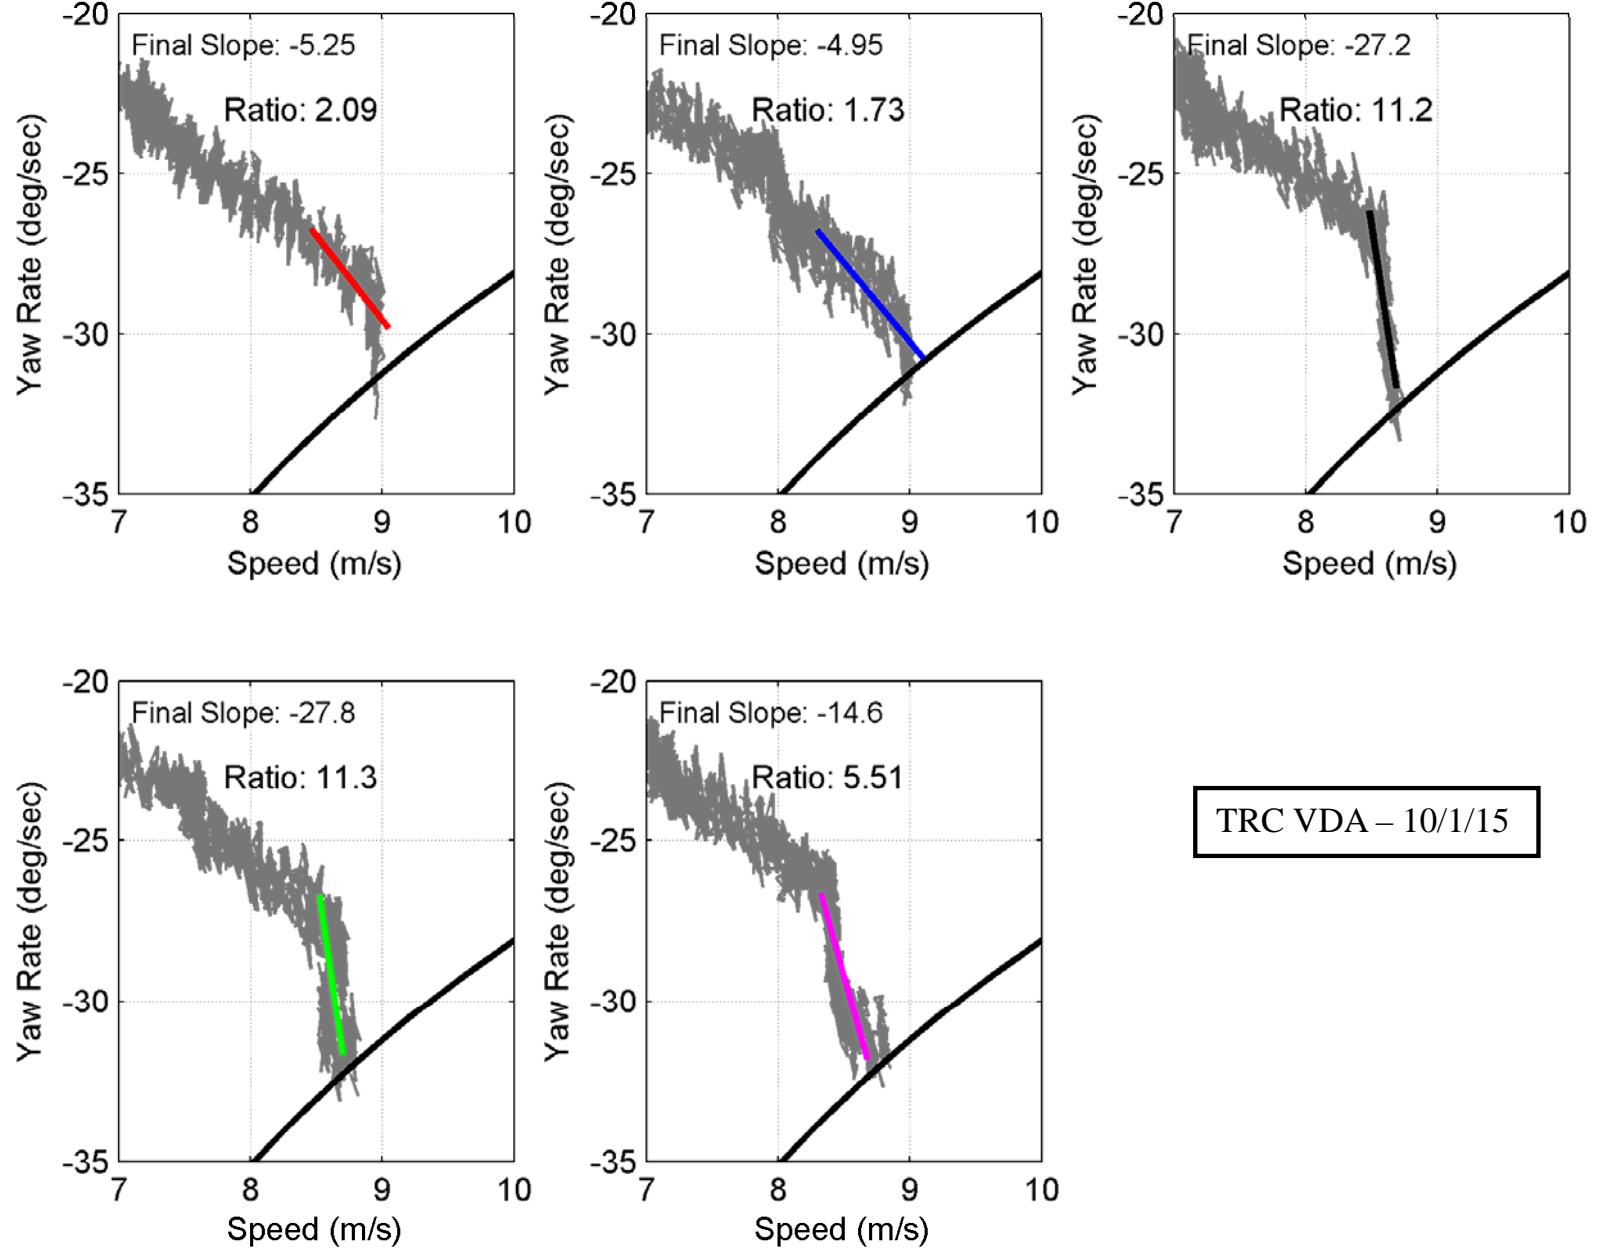 -20
-25
-30
-35
Yaw Rate (deg/sec)
Final Slope: -5.25
Ratio: 2.09
7 8 9 10
Speed (m/s)
-20
-25
-30
-35
Yaw Rate (deg/sec)
Final Slope: -4.95
Ratio: 1.73
7 8 9 10
Speed (m/s)
-20
-25
-30
-35
Yaw Rate (deg/sec)
Final Slope: -27.2
Ratio: 11.2
7 8 9 10
Speed (m/s)
-20
-25
-30
-35
Yaw Rate (deg/sec)
Final Slope: -27.8
Ratio: 11.3
7 8 9 10
Speed (m/s)
-20
-25
-30
-35
Yaw Rate (deg/sec)
Final Slope: -14.6
Ratio: 5.51
7 8 9 10
Speed (m/s)
TRC VDA – 10/1/15